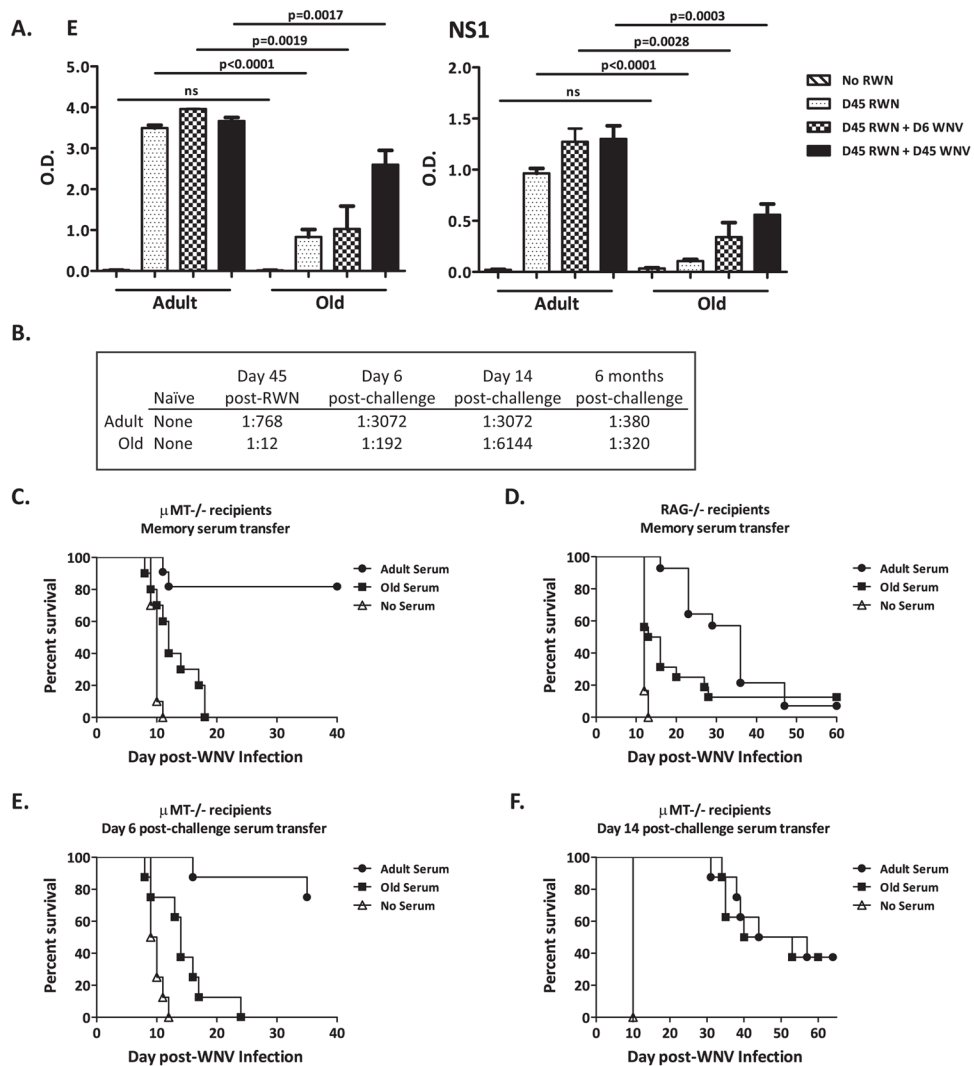 A.
E
p=0.0017
p=0.0019
p<0.0001
ns
5.0
4.0
3.0
2.0
1.0
0.0
O.D.
Adult
Old
NS1
p=0.0003
p=0.0028
p<0.0001
ns
2.0
1.5
1.0
0.5
0.0
O.D.
Adult
Old
No RWN
D45 RWN
D45 RWN + D6 WNV
D45 RWN + D45 WNV
B.
Naïve Day 45 post-RWN Day 6 post-challenge Day 14 post-challenge 6 months post-challenge
Adult None 1:768 1:3072 1:3072 1:380
Old None 1:12 1:192 1:6144 1:320
C.
μMT-/- recipients
Memory serum transfer
100
80
60
40
20
0
Percent survival
0 10 20 30 40
Day post-WNV Infection
Adult Serum
Old Serum
No Serum
D.
RAG-/- recipients
Memory serum transfer
100
80
60
40
20
0
Percent survival
0 10 20 30 40 50 60
Day post-WNV Infection
Adult Serum
Old Serum
No Serum
E.
μMT-/- recipients
Day 6 post-challenge serum transfer
100
80
60
40
20
0
Percent survival
0 10 20 30 40
Day post-WNV Infection
Adult Serum
Old Serum
No Serum
F.
μMT-/- recipients
Day 14 post-challenge serum transfer
100
80
60
40
20
0
Percent survival
0 10 20 30 40 50 60
Day post-WNV Infection
Adult Serum
Old Serum
No Serum